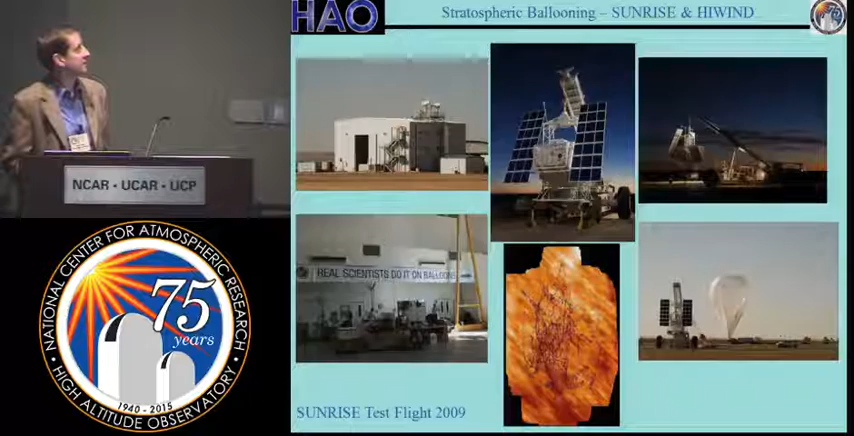 HAO
Stratospheric Ballooning – SUNRISE & HIWIND
75
NCAR • UCAR • UCP
REAL SCIENTISTS DO IT ON BALLOONS
NATIONAL CENTER FOR ATMOSPHERIC RESEARCH
75
years
1940 - 2015
HIGH ALTITUDE OBSERVATORY
SUNRISE Test Flight 2009